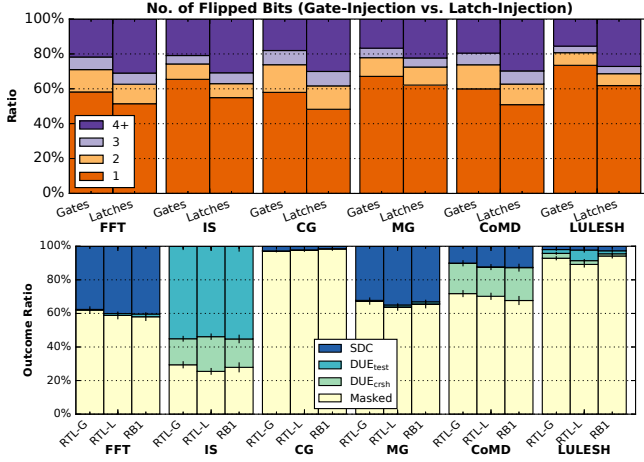 No. of Flipped Bits (Gate-Injection vs. Latch-Injection)
100%
80%
60%
40%
20%
0%
Ratio
4+
3
2
1
Gates Latches Gates Latches Gates Latches Gates Latches Gates Latches Gates Latches
FFT IS CG MG CoMD LULESH
100%
80%
60%
40%
20%
0%
Outcome Ratio
SDC
DUEtest
DUEcrsh
Masked
RTL-G RTL-L RB1 RTL-G RTL-L RB1 RTL-G RTL-L RB1 RTL-G RTL-L RB1 RTL-G RTL-L RB1 RTL-G RTL-L RB1
FFT IS CG MG CoMD LULESH